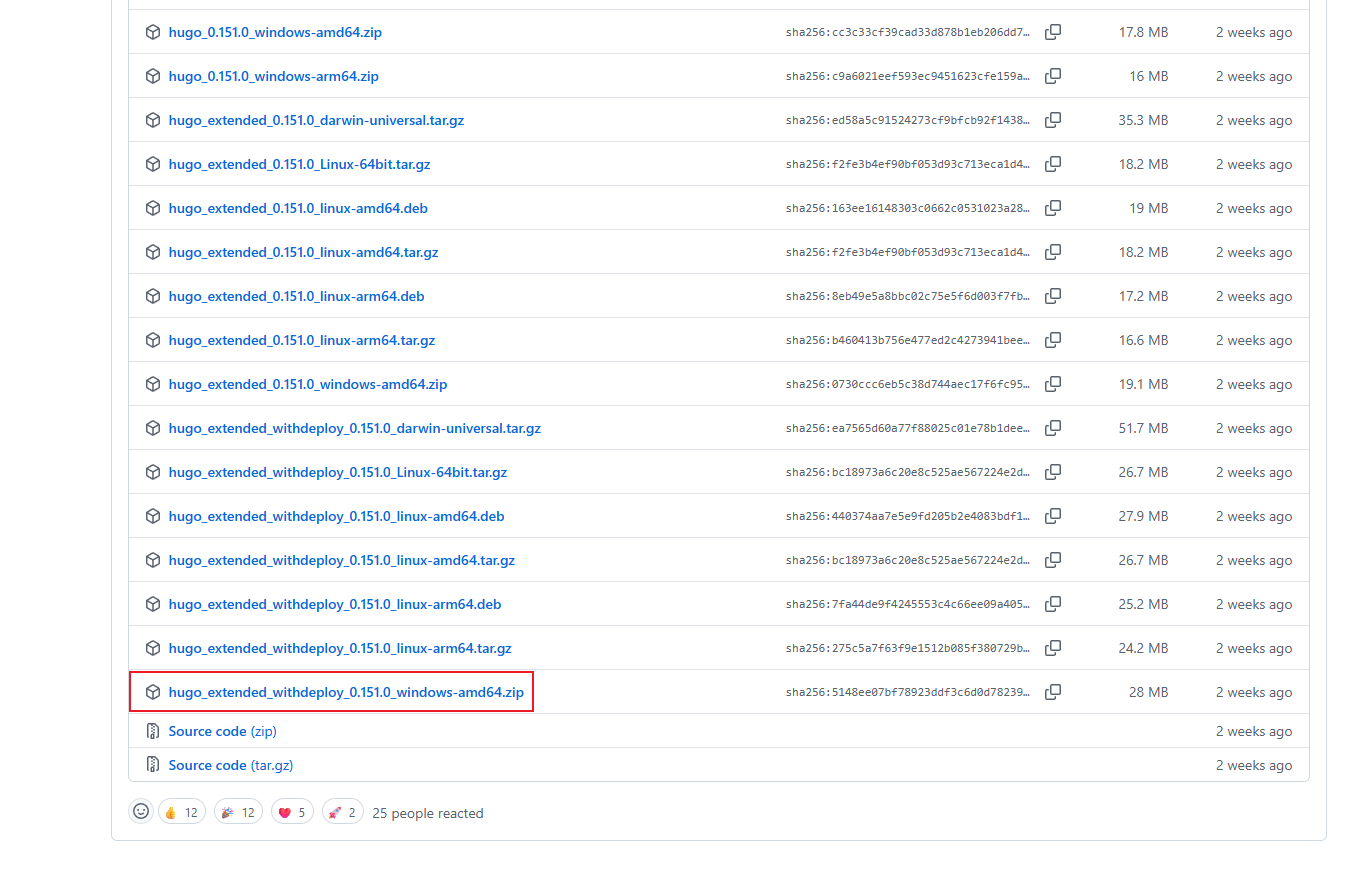 hugo_0.151.0_windows-amd64.zip sha256:cc3c33cf39cad33d878b1eb206dd7… 17.8 MB 2 weeks ago
hugo_0.151.0_windows-arm64.zip sha256:c9a6021eef593ec9451623cfe159a… 16 MB 2 weeks ago
hugo_extended_0.151.0_darwin-universal.tar.gz sha256:ed58a5c91524273cf9bfcb92f1438… 35.3 MB 2 weeks ago
hugo_extended_0.151.0_Linux-64bit.tar.gz sha256:f2fe3b4ef90bf053d93c713eca1d4… 18.2 MB 2 weeks ago
hugo_extended_0.151.0_linux-amd64.deb sha256:163ee16148303c0662c0531023a28… 19 MB 2 weeks ago
hugo_extended_0.151.0_linux-amd64.tar.gz sha256:f2fe3b4ef90bf053d93c713eca1d4… 18.2 MB 2 weeks ago
hugo_extended_0.151.0_linux-arm64.deb sha256:8eb49e5a8bbc02c75e5f6d003f7fb… 17.2 MB 2 weeks ago
hugo_extended_0.151.0_linux-arm64.tar.gz sha256:b460413b756e477ed2c4273941bee… 16.6 MB 2 weeks ago
hugo_extended_0.151.0_windows-amd64.zip sha256:0730ccc6eb5c38d744aec17f6fc95… 19.1 MB 2 weeks ago
hugo_extended_withdeploy_0.151.0_darwin-universal.tar.gz sha256:ea7565d60a77f88025c01e78b1dee… 51.7 MB 2 weeks ago
hugo_extended_withdeploy_0.151.0_Linux-64bit.tar.gz sha256:bc18973a6c20e8c525ae567224e2d… 26.7 MB 2 weeks ago
hugo_extended_withdeploy_0.151.0_linux-amd64.deb sha256:440374aa7e5e9fd205b2e4083bdf1… 27.9 MB 2 weeks ago
hugo_extended_withdeploy_0.151.0_linux-amd64.tar.gz sha256:bc18973a6c20e8c525ae567224e2d… 26.7 MB 2 weeks ago
hugo_extended_withdeploy_0.151.0_linux-arm64.deb sha256:7fa44de9f4245553c4c66ee09a405… 25.2 MB 2 weeks ago
hugo_extended_withdeploy_0.151.0_linux-arm64.tar.gz sha256:275c5a7f63f9e1512b085f380729b… 24.2 MB 2 weeks ago
hugo_extended_withdeploy_0.151.0_windows-amd64.zip sha256:5148ee07bf78923ddf3c6d0d78239… 28 MB 2 weeks ago
Source code (zip) 2 weeks ago
Source code (tar.gz) 2 weeks ago
12 12 5 2 25 people reacted